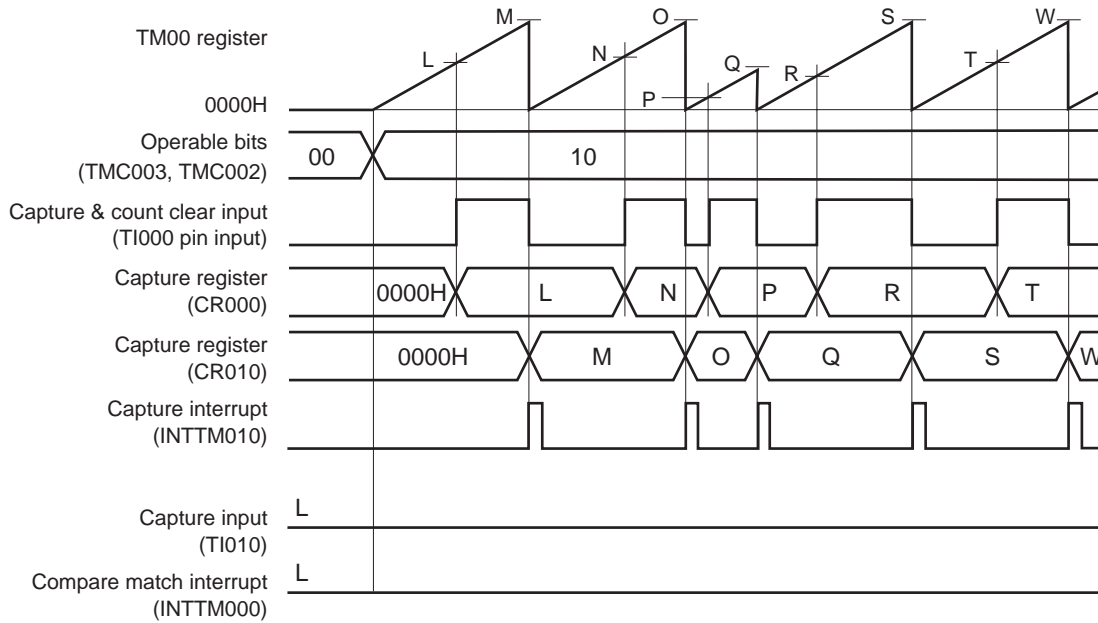 TM00 register
M
O
S
W
L
N
P
Q
R
T
0000H
Operable bits
(TMC003, TMC002)
00
10
Capture & count clear input
(TI000 pin input)
Capture register
(CR000)
0000H
L
N
P
R
T
Capture register
(CR010)
0000H
M
O
Q
S
W
Capture interrupt
(INTTM010)
Capture input
(TI010)
L
Compare match interrupt
(INTTM000)
L